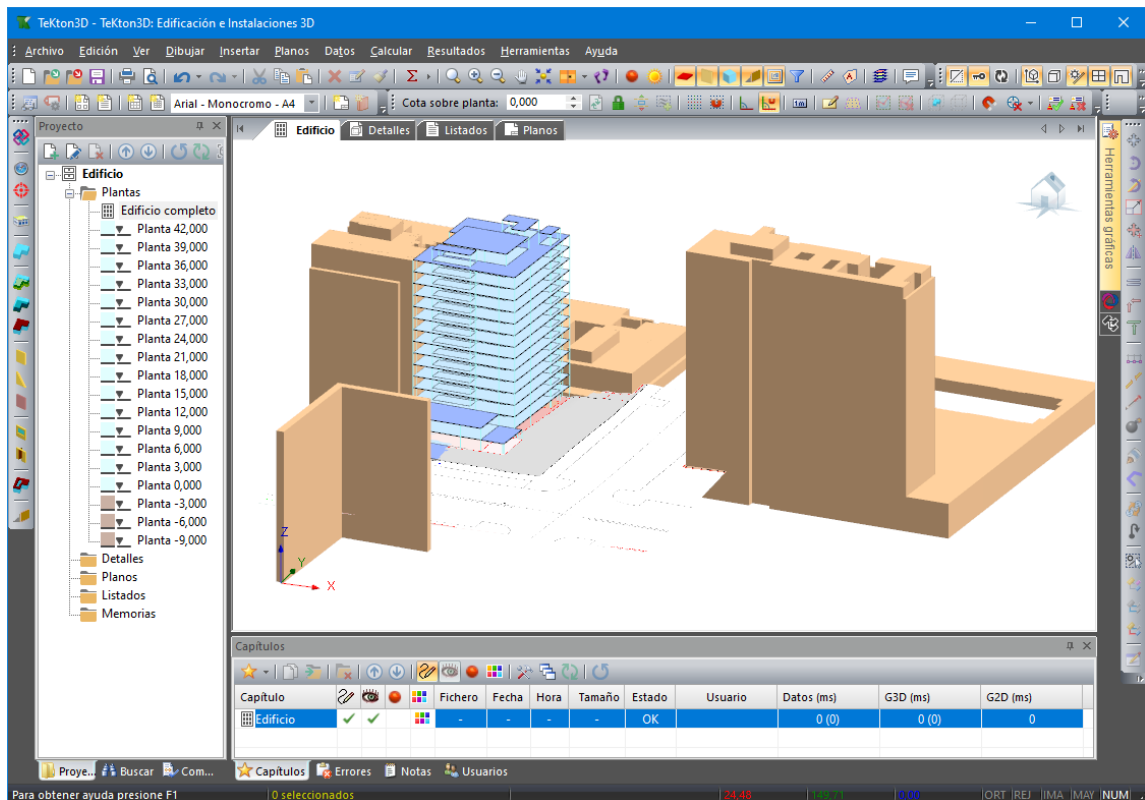 TeKton3D - TeKton3D: Edificación e Instalaciones 3D
Archivo Edición Ver Dibujar Insertar Planos Datos Calcular Resultados Herramientas Ayuda
Arial - Monocromo - A4 Cota sobre planta: 0,000
Proyecto
Edificio Detalles Listados Planos
Edificio
Plantas
Edificio completo
Planta 42,000
Planta 39,000
Planta 36,000
Planta 33,000
Planta 30,000
Planta 27,000
Planta 24,000
Planta 21,000
Planta 18,000
Planta 15,000
Planta 12,000
Planta 9,000
Planta 6,000
Planta 3,000
Planta 0,000
Planta -3,000
Planta -6,000
Planta -9,000
Detalles
Planos
Listados
Memorias
Herramientas gráficas
Z
Y
X
Capítulos
Capítulo Fichero Fecha Hora Tamaño Estado Usuario Datos (ms) G3D (ms) G2D (ms)
Edificio - - - - OK 0 (0) 0 (0) 0
Proye... Buscar Com...
Capítulos Errores Notas Usuarios
Para obtener ayuda presione F1 0 seleccionados 24,48 149,71 0,00 ORT REJ IMA MAY NUM